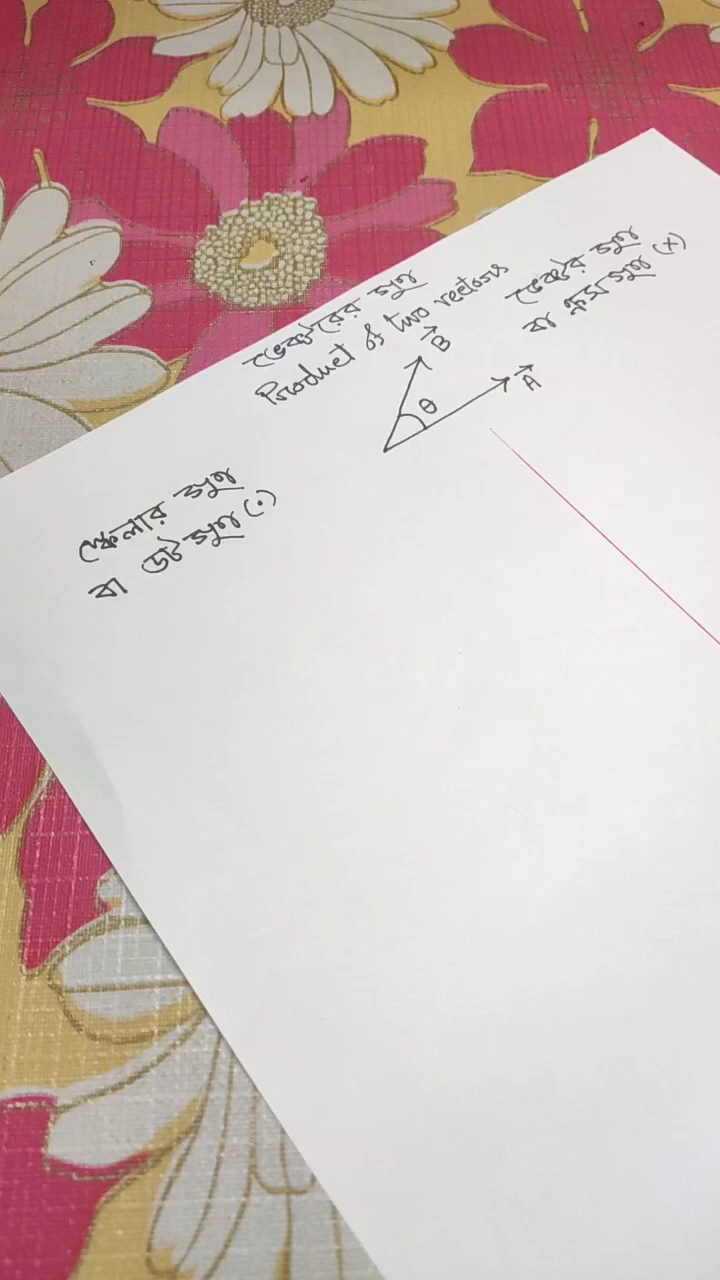 ভেক্টরের গুণ
Product of two vectors
B
θ
A
স্কেলার গুণ
বা ডট গুণ (·)
ভেক্টর গুণ
বা ক্রস গুণ (×)